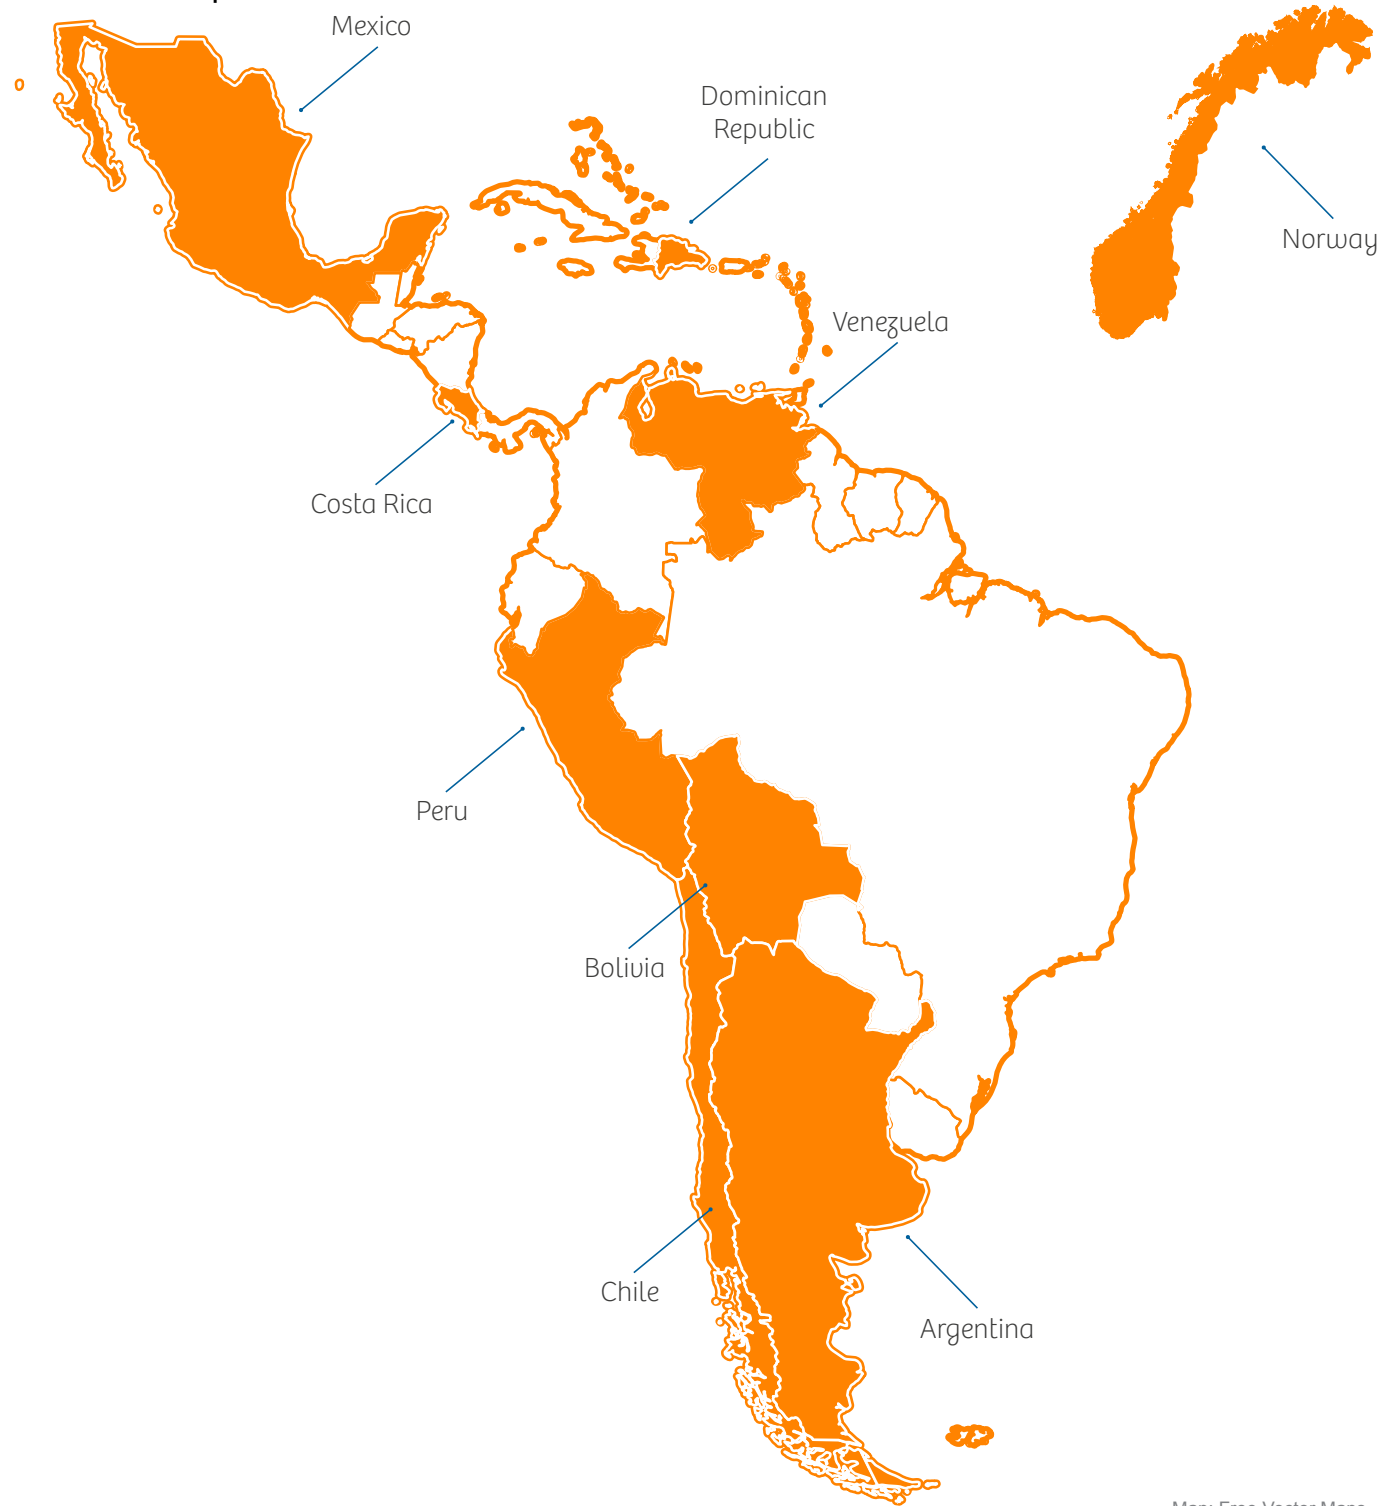 Mexico
Dominican
Republic
Norway
Venezuela
Costa Rica
Peru
Bolivia
Chile
Argentina